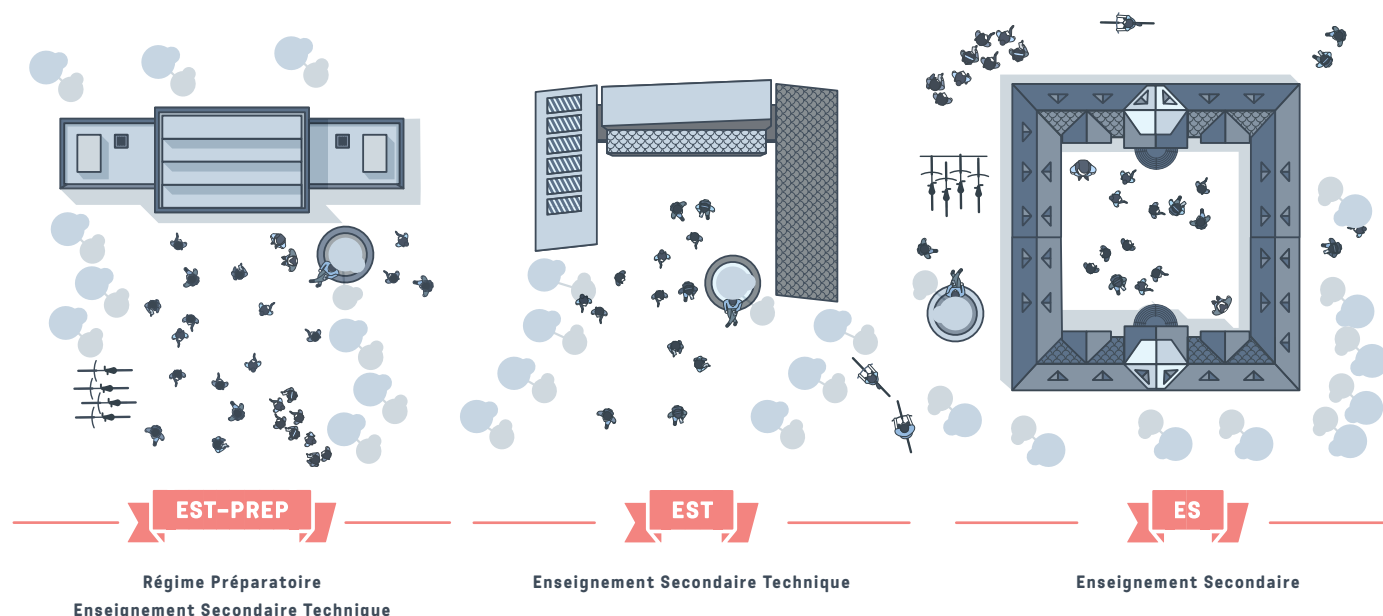 EST-PREP
Régime Préparatoire
Enseignement Secondaire Technique
EST
Enseignement Secondaire Technique
ES
Enseignement Secondaire